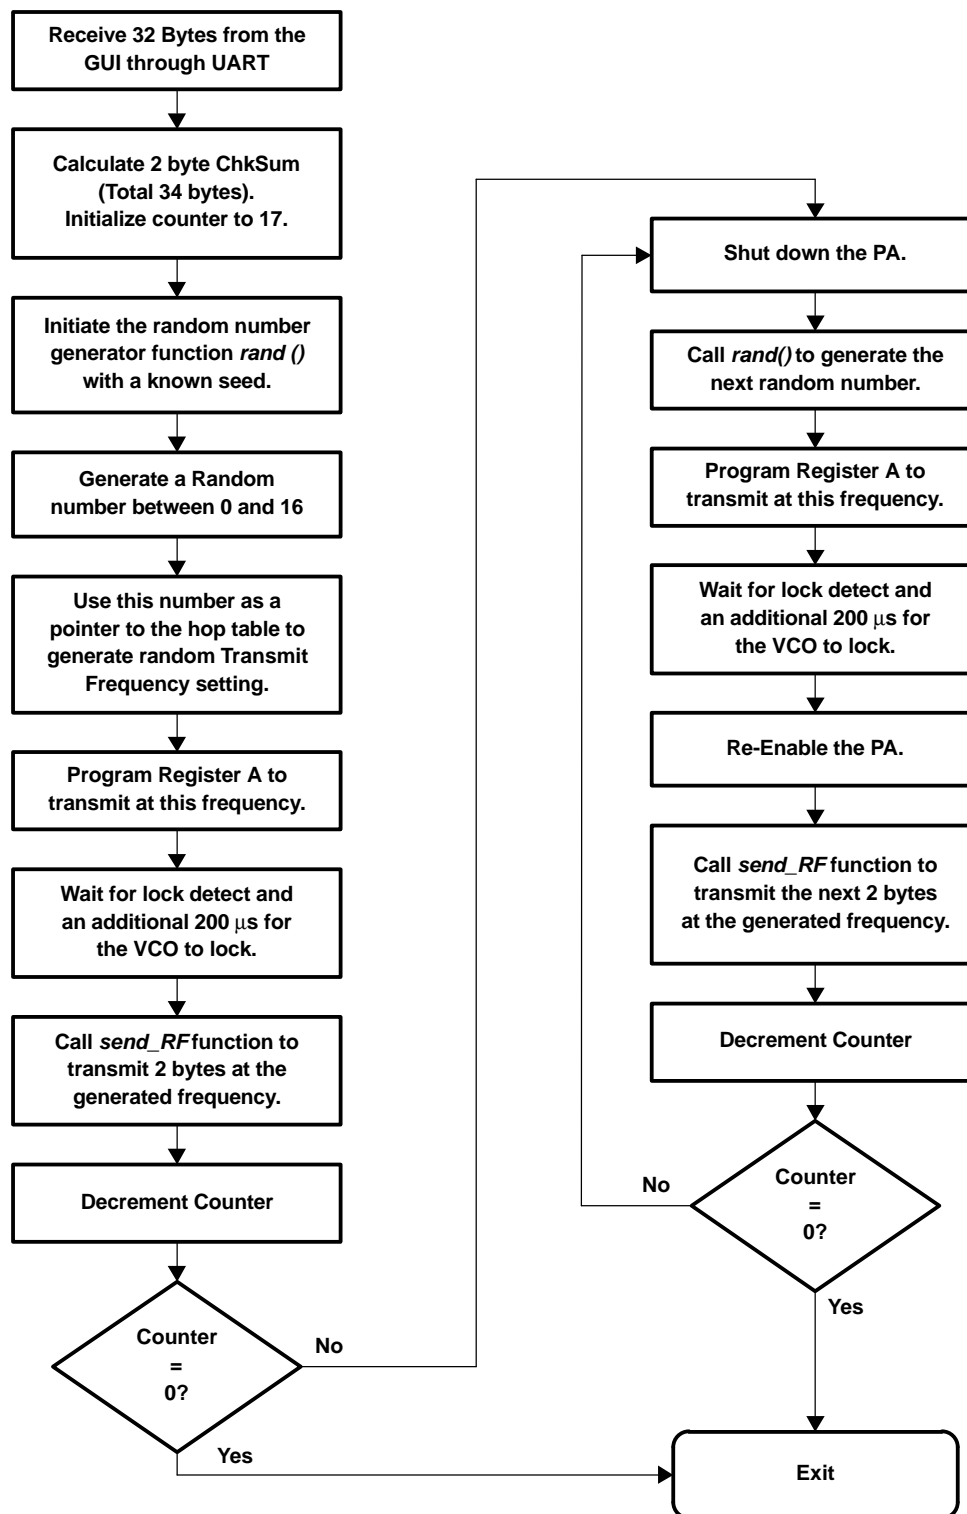 Receive 32 Bytes from the
GUI through UART
Calculate 2 byte ChkSum
(Total 34 bytes).
Initialize counter to 17.
Initiate the random number
generator function rand ()
with a known seed.
Generate a Random
number between 0 and 16
Use this number as a
pointer to the hop table to
generate random Transmit
Frequency setting.
Program Register A to
transmit at this frequency.
Wait for lock detect and
an additional 200 µs for
the VCO to lock.
Call send_RF function to
transmit 2 bytes at the
generated frequency.
Decrement Counter
Counter
=
0?
No
Yes
Shut down the PA.
Call rand() to generate the
next random number.
Program Register A to
transmit at this frequency.
Wait for lock detect and
an additional 200 µs for
the VCO to lock.
Re-Enable the PA.
Call send_RF function to
transmit the next 2 bytes
at the generated frequency.
Decrement Counter
Counter
=
0?
No
Yes
Exit